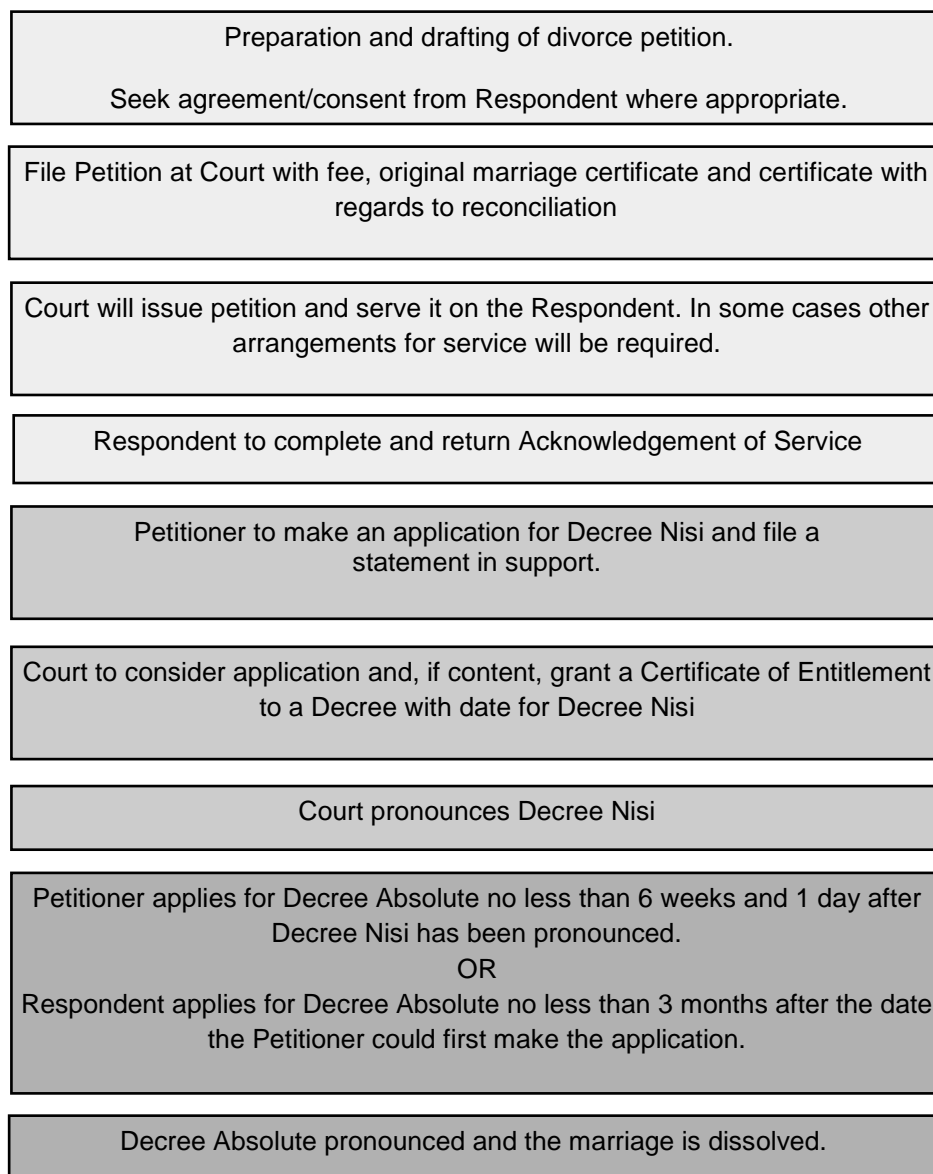 Preparation and drafting of divorce petition.
Seek agreement/consent from Respondent where appropriate.
File Petition at Court with fee, original marriage certificate and certificate with
regards to reconciliation
Court will issue petition and serve it on the Respondent. In some cases other
arrangements for service will be required.
Respondent to complete and return Acknowledgement of Service
Petitioner to make an application for Decree Nisi and file a
statement in support.
Court to consider application and, if content, grant a Certificate of Entitlement
to a Decree with date for Decree Nisi
Court pronounces Decree Nisi
Petitioner applies for Decree Absolute no less than 6 weeks and 1 day after
Decree Nisi has been pronounced.
OR
Respondent applies for Decree Absolute no less than 3 months after the date
the Petitioner could first make the application.
Decree Absolute pronounced and the marriage is dissolved.